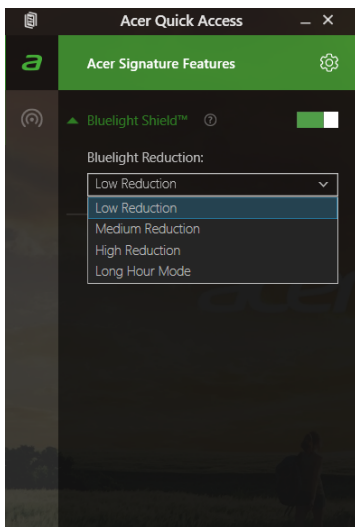 Acer Quick Access
a
Acer Signature Features
Bluelight Shield™ ?
Bluelight Reduction:
Low Reduction
Low Reduction
Medium Reduction
High Reduction
Long Hour Mode
acer